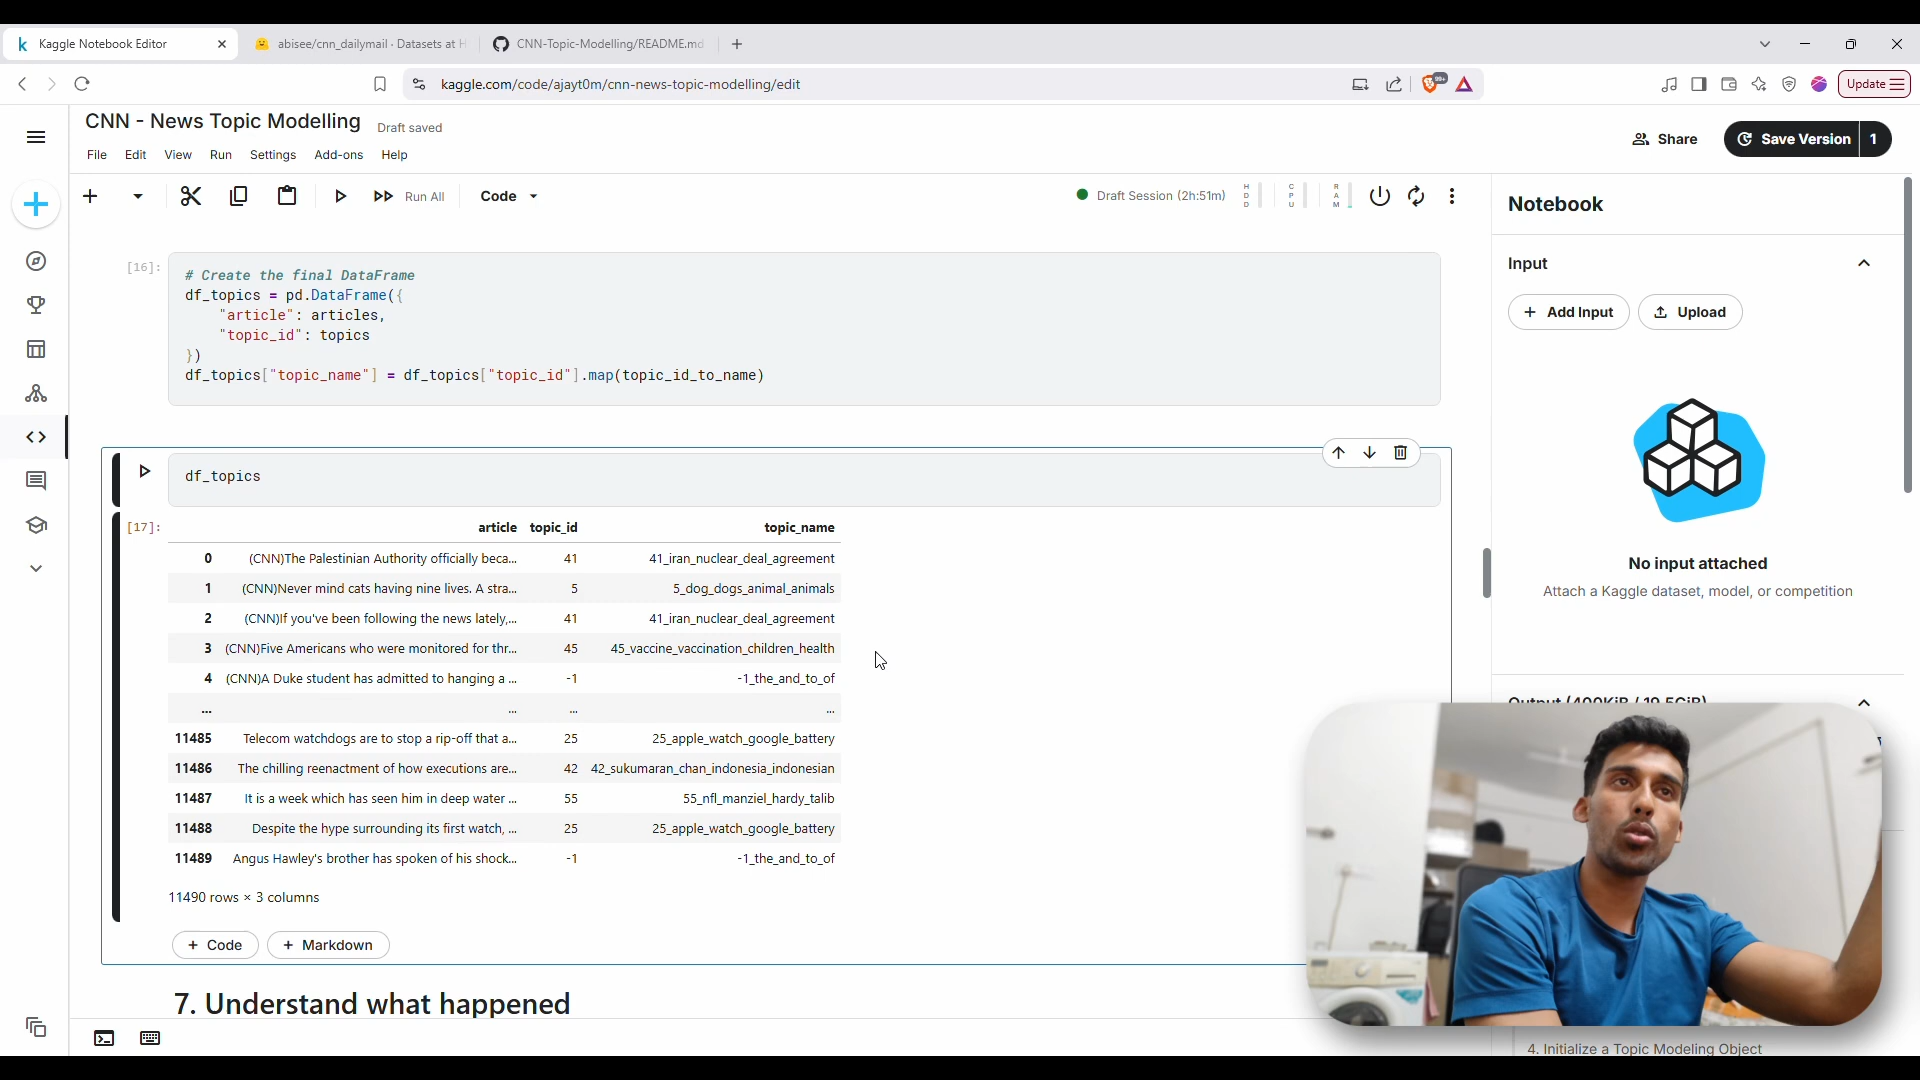 Kaggle Notebook Editor
abisee/cnn_dailymail · Datasets at H
CNN-Topic-Modelling/README.md
kaggle.com/code/ajayt0m/cnn-news-topic-modelling/edit
99+
Update
CNN - News Topic Modelling
Draft saved
File Edit View Run Settings Add-ons Help
Share
Save Version
1
Run All
Code
Draft Session (2h:51m)
HDD
CPU
RAM
Notebook
Input
Add Input
Upload
No input attached
Attach a Kaggle dataset, model, or competition
[16]:
# Create the final DataFrame
df_topics = pd.DataFrame({
"article": articles,
"topic_id": topics
})
df_topics["topic_name"] = df_topics["topic_id"].map(topic_id_to_name)
df_topics
[17]:
article topic_id topic_name
0 (CNN)The Palestinian Authority officially beca... 41 41_iran_nuclear_deal_agreement
1 (CNN)Never mind cats having nine lives. A stra... 5 5_dog_dogs_animal_animals
2 (CNN)If you've been following the news lately,... 41 41_iran_nuclear_deal_agreement
3 (CNN)Five Americans who were monitored for thr... 45 45_vaccine_vaccination_children_health
4 (CNN)A Duke student has admitted to hanging a ... -1 -1_the_and_to_of
... ... ... ...
11485 Telecom watchdogs are to stop a rip-off that a... 25 25_apple_watch_google_battery
11486 The chilling reenactment of how executions are... 42 42_sukumaran_chan_indonesia_indonesian
11487 It is a week which has seen him in deep water ... 55 55_nfl_manziel_hardy_talib
11488 Despite the hype surrounding its first watch, ... 25 25_apple_watch_google_battery
11489 Angus Hawley's brother has spoken of his shock... -1 -1_the_and_to_of
11490 rows × 3 columns
+ Code
+ Markdown
7. Understand what happened
Output (400KiB / 19.5GiB)
4. Initialize a Topic Modeling Object